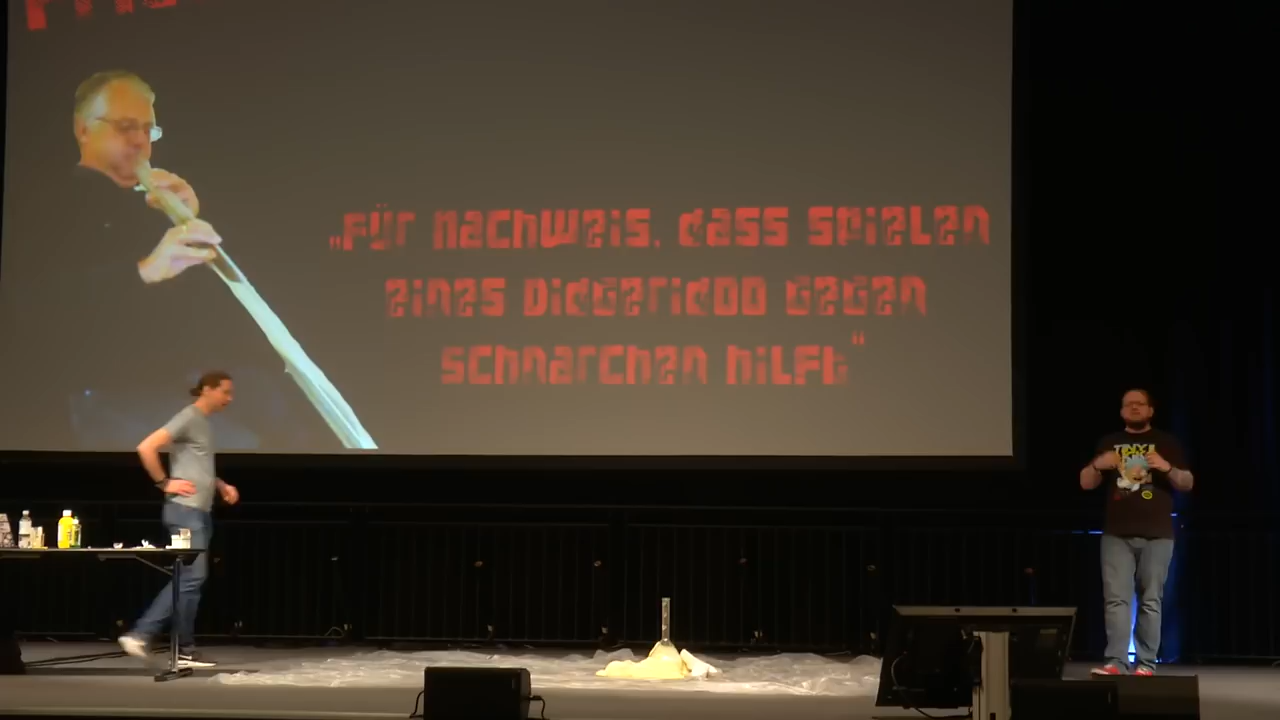 „Für Nachweis, dass Spielen
eines Didgeridoo gegen
Schnarchen hilft“